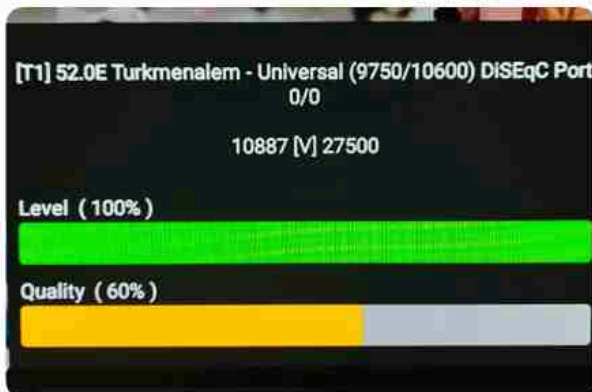 [T1] 52.0E Turkmenalem - Universal (9750/10600) DiSEqC Port
0/0
10887 [V] 27500
Level ( 100% )
Quality ( 60% )